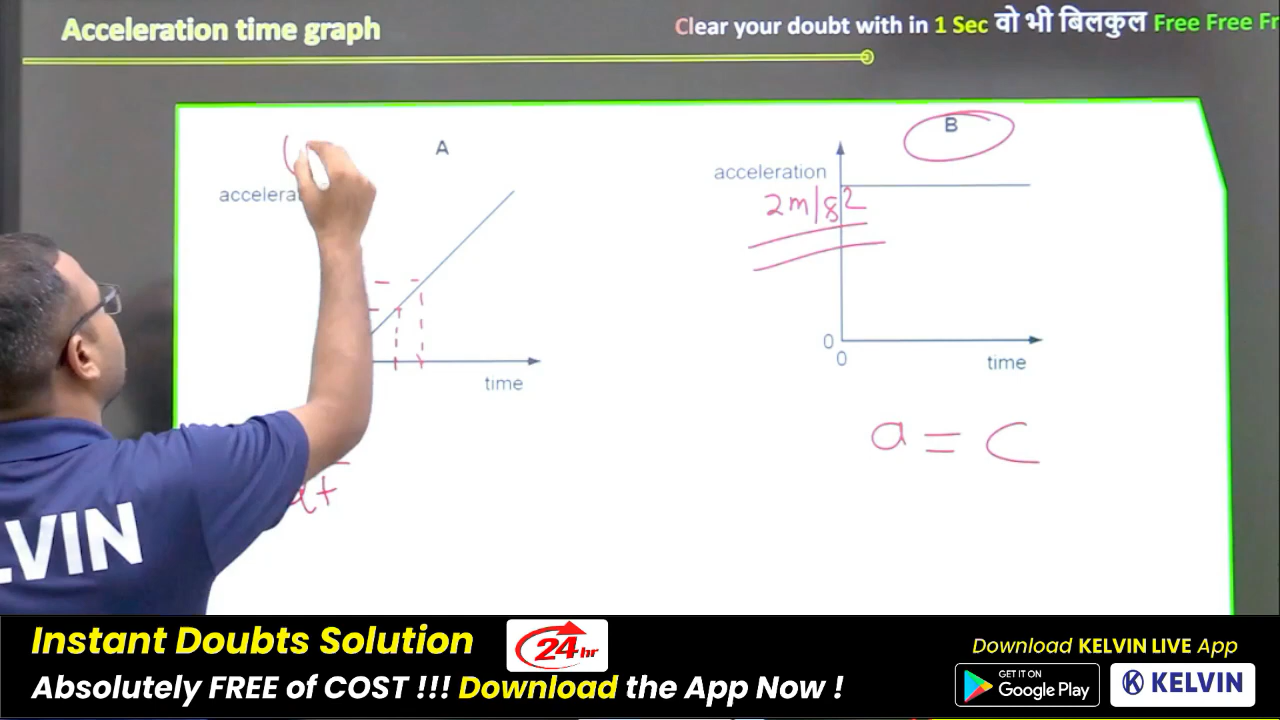 Acceleration time graph
Clear your doubt with in 1 Sec वो भी बिलकुल Free Free Fr
A
accelerat
time
B
acceleration
2m/s2
0
0
time
a = C
LVIN
Instant Doubts Solution
24hr
Absolutely FREE of COST !!! Download the App Now !
Download KELVIN LIVE App
GET IT ON
Google Play
KELVIN